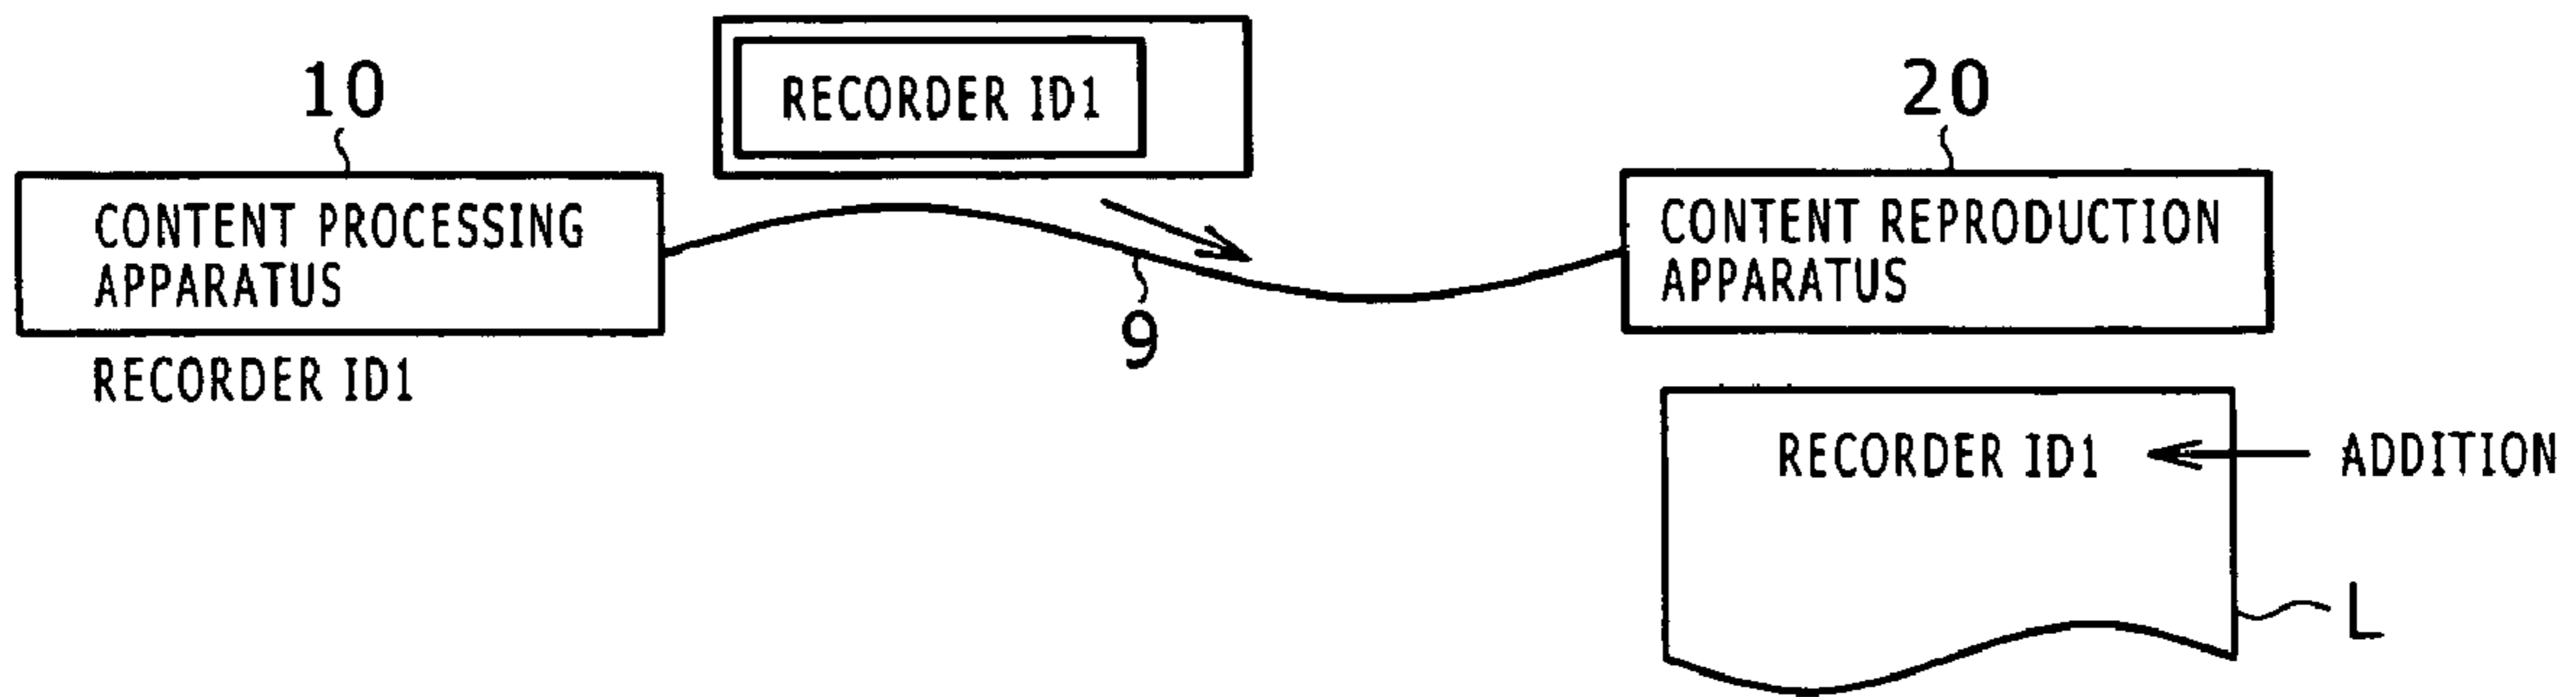 10
CONTENT PROCESSING
APPARATUS
RECORDER ID1
RECORDER ID1
9
20
CONTENT REPRODUCTION
APPARATUS
RECORDER ID1
ADDITION
L